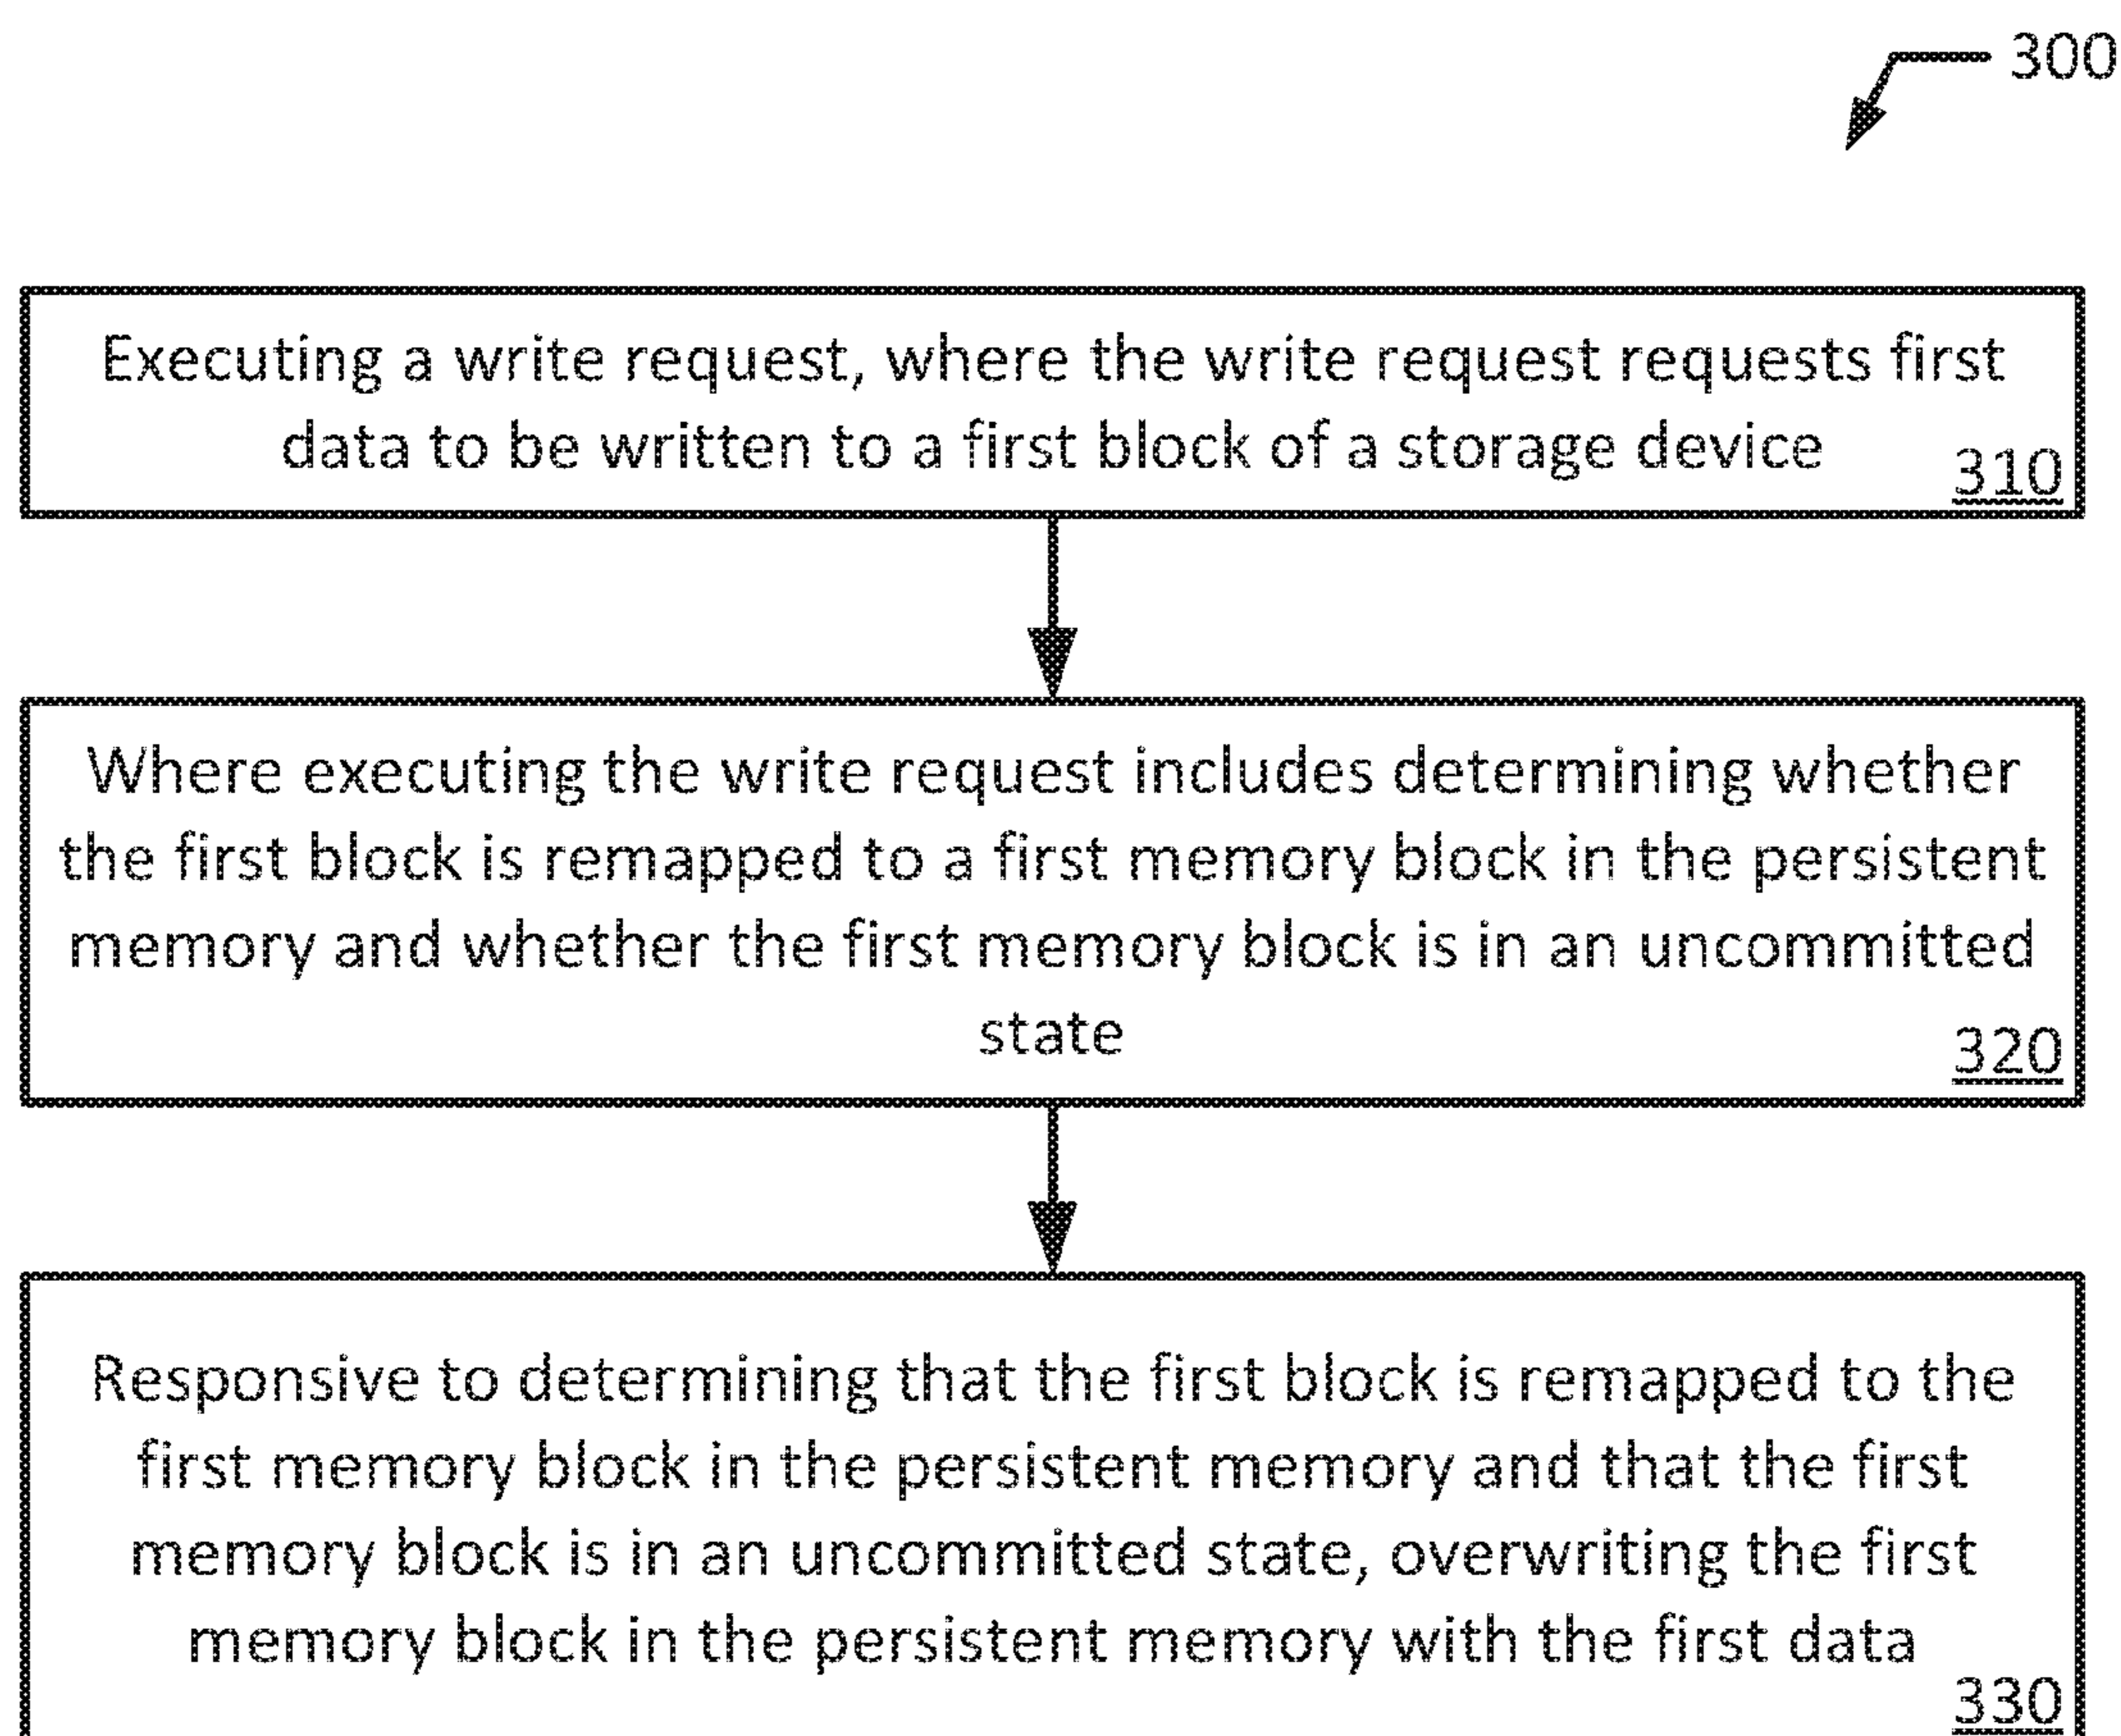 300
Executing a write request, where the write request requests first
data to be written to a first block of a storage device
310
Where executing the write request includes determining whether
the first block is remapped to a first memory block in the persistent
memory and whether the first memory block is in an uncommitted
state
320
Responsive to determining that the first block is remapped to the
first memory block in the persistent memory and that the first
memory block is in an uncommitted state, overwriting the first
memory block in the persistent memory with the first data
330